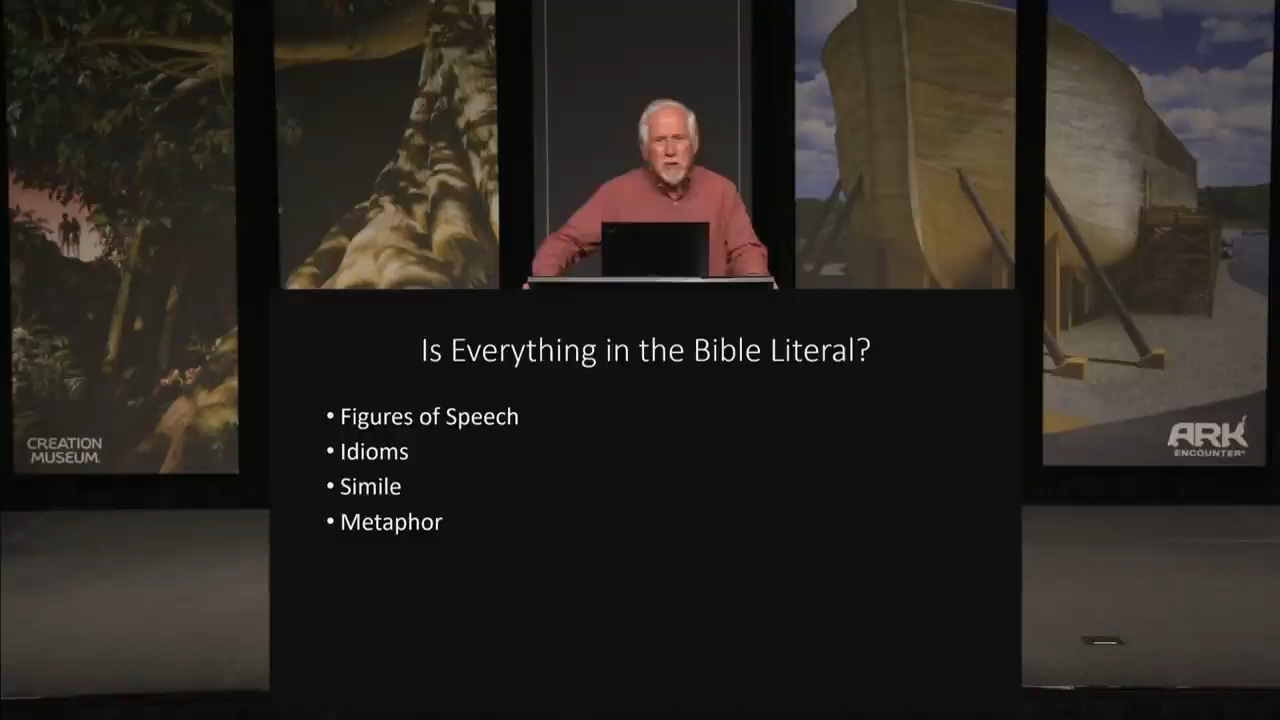 Is Everything in the Bible Literal?
• Figures of Speech
• Idioms
• Simile
• Metaphor
CREATION
MUSEUM
ARK
ENCOUNTER